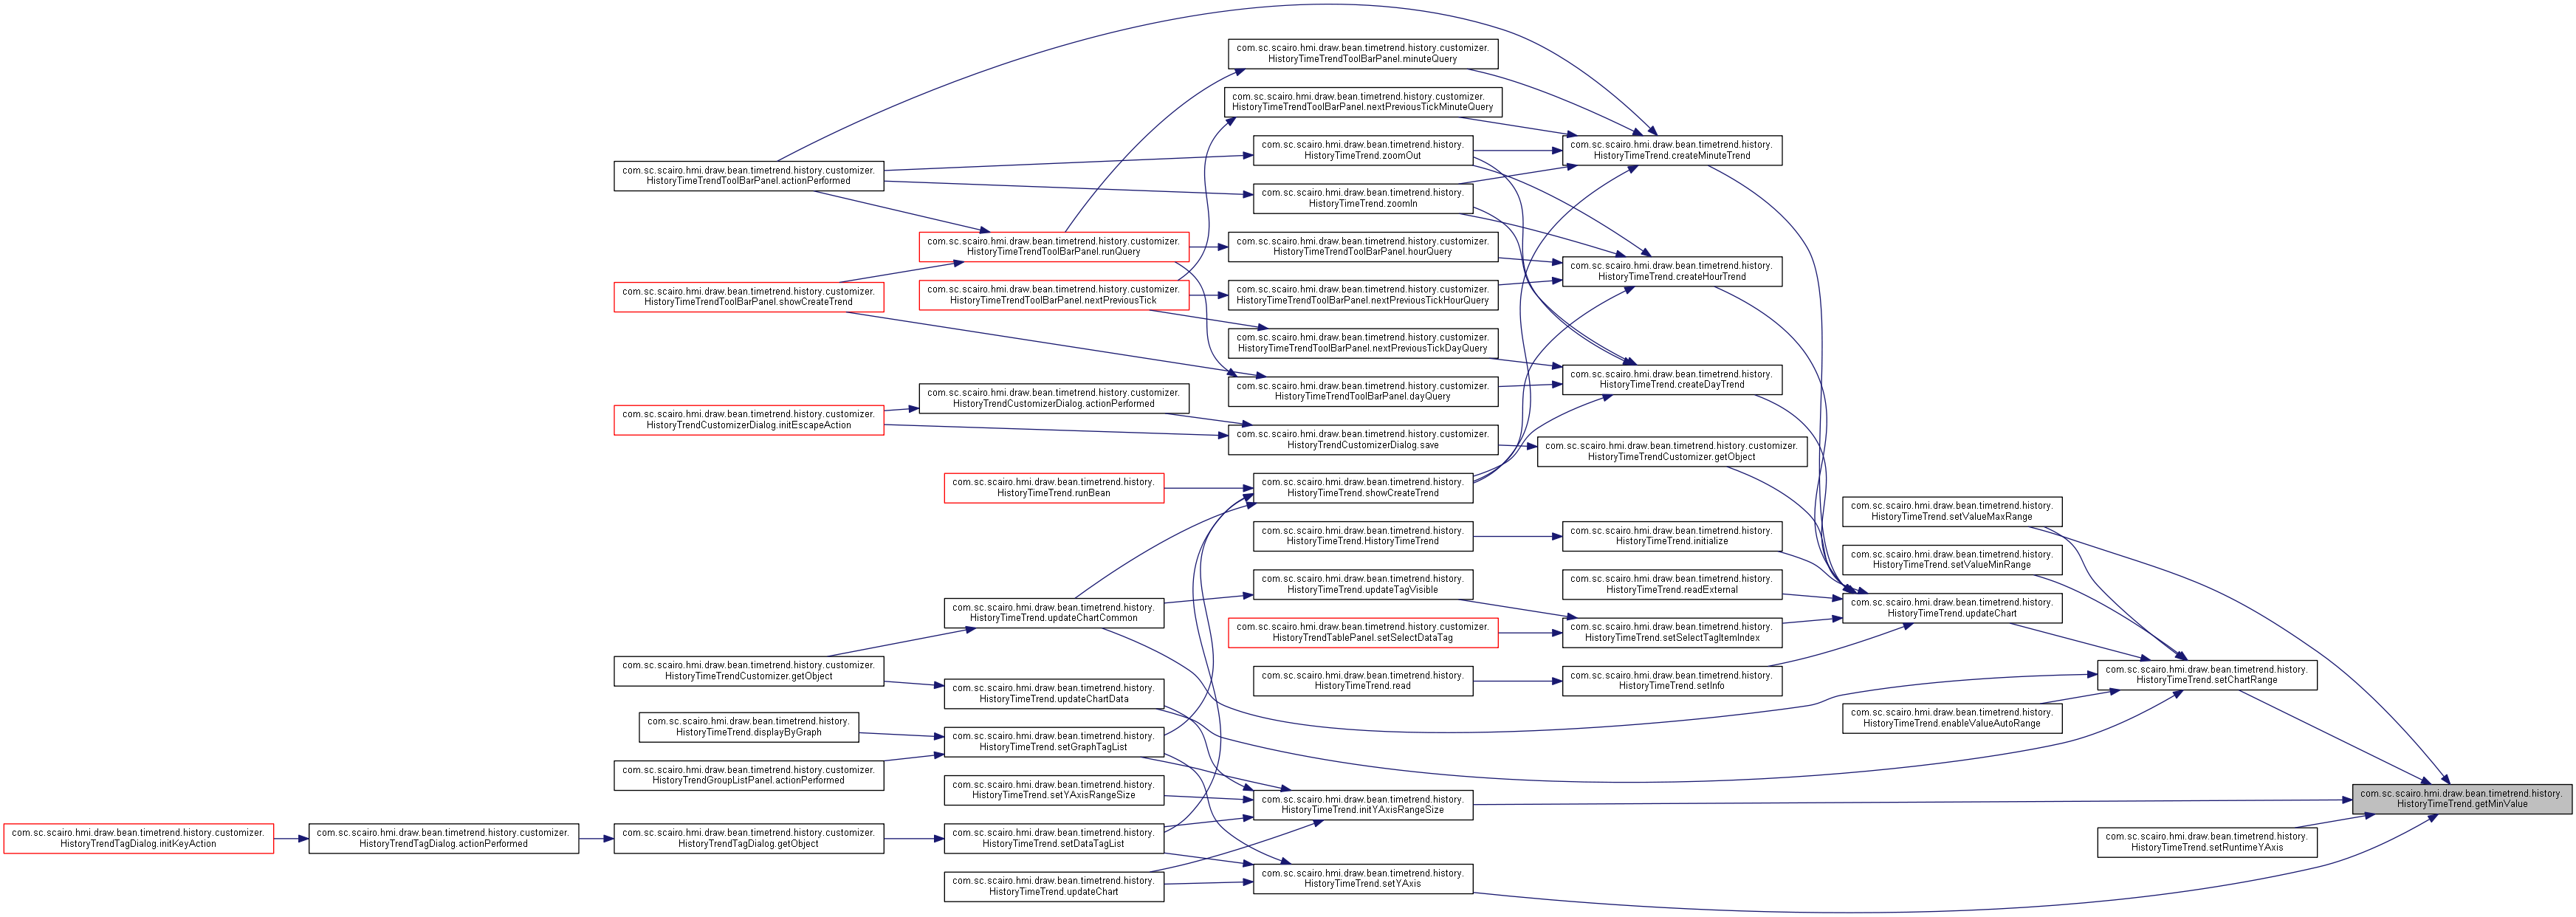 com.sc.scairo.hmi.draw.bean.timetrend.history.customizer.
HistoryTimeTrendToolBarPanel.minuteQuery
com.sc.scairo.hmi.draw.bean.timetrend.history.customizer.
HistoryTimeTrendToolBarPanel.nextPreviousTickMinuteQuery
com.sc.scairo.hmi.draw.bean.timetrend.history.
HistoryTimeTrend.zoomOut
com.sc.scairo.hmi.draw.bean.timetrend.history.
HistoryTimeTrend.createMinuteTrend
com.sc.scairo.hmi.draw.bean.timetrend.history.customizer.
HistoryTimeTrendToolBarPanel.actionPerformed
com.sc.scairo.hmi.draw.bean.timetrend.history.
HistoryTimeTrend.zoomIn
com.sc.scairo.hmi.draw.bean.timetrend.history.customizer.
HistoryTimeTrendToolBarPanel.runQuery
com.sc.scairo.hmi.draw.bean.timetrend.history.customizer.
HistoryTimeTrendToolBarPanel.hourQuery
com.sc.scairo.hmi.draw.bean.timetrend.history.
HistoryTimeTrend.createHourTrend
com.sc.scairo.hmi.draw.bean.timetrend.history.customizer.
HistoryTimeTrendToolBarPanel.showCreateTrend
com.sc.scairo.hmi.draw.bean.timetrend.history.customizer.
HistoryTimeTrendToolBarPanel.nextPreviousTick
com.sc.scairo.hmi.draw.bean.timetrend.history.customizer.
HistoryTimeTrendToolBarPanel.nextPreviousTickHourQuery
com.sc.scairo.hmi.draw.bean.timetrend.history.customizer.
HistoryTimeTrendToolBarPanel.nextPreviousTickDayQuery
com.sc.scairo.hmi.draw.bean.timetrend.history.
HistoryTimeTrend.createDayTrend
com.sc.scairo.hmi.draw.bean.timetrend.history.customizer.
HistoryTrendCustomizerDialog.actionPerformed
com.sc.scairo.hmi.draw.bean.timetrend.history.customizer.
HistoryTimeTrendToolBarPanel.dayQuery
com.sc.scairo.hmi.draw.bean.timetrend.history.customizer.
HistoryTrendCustomizerDialog.initEscapeAction
com.sc.scairo.hmi.draw.bean.timetrend.history.customizer.
HistoryTrendCustomizerDialog.save
com.sc.scairo.hmi.draw.bean.timetrend.history.customizer.
HistoryTimeTrendCustomizer.getObject
com.sc.scairo.hmi.draw.bean.timetrend.history.
HistoryTimeTrend.runBean
com.sc.scairo.hmi.draw.bean.timetrend.history.
HistoryTimeTrend.showCreateTrend
com.sc.scairo.hmi.draw.bean.timetrend.history.
HistoryTimeTrend.setValueMaxRange
com.sc.scairo.hmi.draw.bean.timetrend.history.
HistoryTimeTrend.HistoryTimeTrend
com.sc.scairo.hmi.draw.bean.timetrend.history.
HistoryTimeTrend.initialize
com.sc.scairo.hmi.draw.bean.timetrend.history.
HistoryTimeTrend.setValueMinRange
com.sc.scairo.hmi.draw.bean.timetrend.history.
HistoryTimeTrend.updateTagVisible
com.sc.scairo.hmi.draw.bean.timetrend.history.
HistoryTimeTrend.readExternal
com.sc.scairo.hmi.draw.bean.timetrend.history.
HistoryTimeTrend.updateChart
com.sc.scairo.hmi.draw.bean.timetrend.history.
HistoryTimeTrend.updateChartCommon
com.sc.scairo.hmi.draw.bean.timetrend.history.customizer.
HistoryTrendTablePanel.setSelectDataTag
com.sc.scairo.hmi.draw.bean.timetrend.history.
HistoryTimeTrend.setSelectTagItemIndex
com.sc.scairo.hmi.draw.bean.timetrend.history.customizer.
HistoryTimeTrendCustomizer.getObject
com.sc.scairo.hmi.draw.bean.timetrend.history.
HistoryTimeTrend.read
com.sc.scairo.hmi.draw.bean.timetrend.history.
HistoryTimeTrend.setInfo
com.sc.scairo.hmi.draw.bean.timetrend.history.
HistoryTimeTrend.setChartRange
com.sc.scairo.hmi.draw.bean.timetrend.history.
HistoryTimeTrend.updateChartData
com.sc.scairo.hmi.draw.bean.timetrend.history.
HistoryTimeTrend.enableValueAutoRange
com.sc.scairo.hmi.draw.bean.timetrend.history.
HistoryTimeTrend.displayByGraph
com.sc.scairo.hmi.draw.bean.timetrend.history.
HistoryTimeTrend.setGraphTagList
com.sc.scairo.hmi.draw.bean.timetrend.history.customizer.
HistoryTrendGroupListPanel.actionPerformed
com.sc.scairo.hmi.draw.bean.timetrend.history.
HistoryTimeTrend.setYAxisRangeSize
com.sc.scairo.hmi.draw.bean.timetrend.history.
HistoryTimeTrend.initYAxisRangeSize
com.sc.scairo.hmi.draw.bean.timetrend.history.
HistoryTimeTrend.getMinValue
com.sc.scairo.hmi.draw.bean.timetrend.history.customizer.
HistoryTrendTagDialog.initKeyAction
com.sc.scairo.hmi.draw.bean.timetrend.history.customizer.
HistoryTrendTagDialog.actionPerformed
com.sc.scairo.hmi.draw.bean.timetrend.history.customizer.
HistoryTrendTagDialog.getObject
com.sc.scairo.hmi.draw.bean.timetrend.history.
HistoryTimeTrend.setDataTagList
com.sc.scairo.hmi.draw.bean.timetrend.history.
HistoryTimeTrend.setRuntimeYAxis
com.sc.scairo.hmi.draw.bean.timetrend.history.
HistoryTimeTrend.updateChart
com.sc.scairo.hmi.draw.bean.timetrend.history.
HistoryTimeTrend.setYAxis